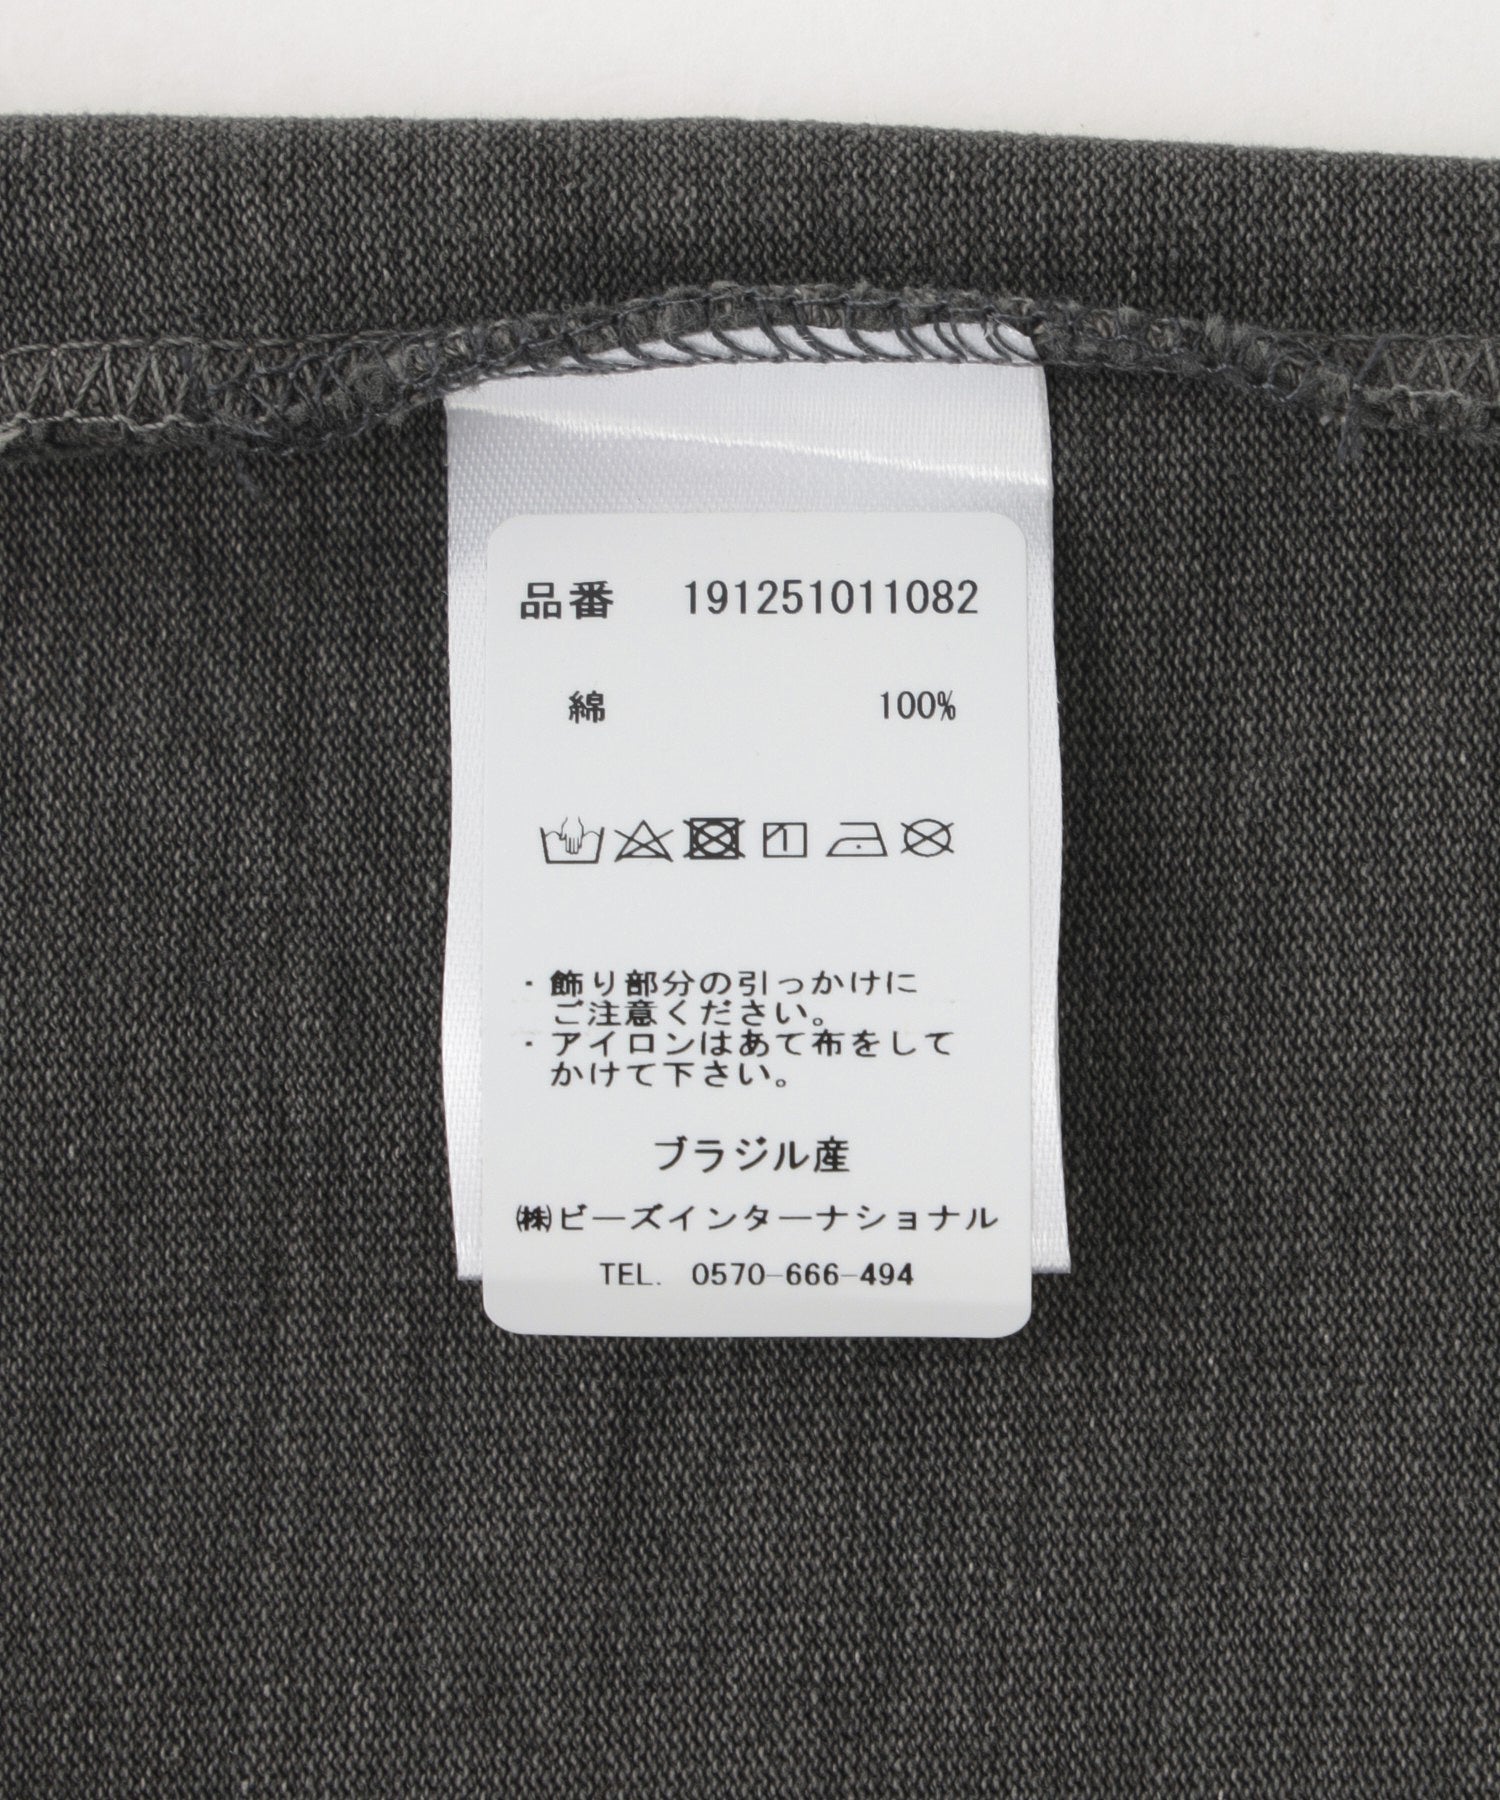 品番 191251011082
綿 100%
・飾り部分の引っかけに
ご注意ください。
・アイロンはあて布をして
かけて下さい。
ブラジル産
㈱ビーズインターナショナル
TEL. 0570-666-494